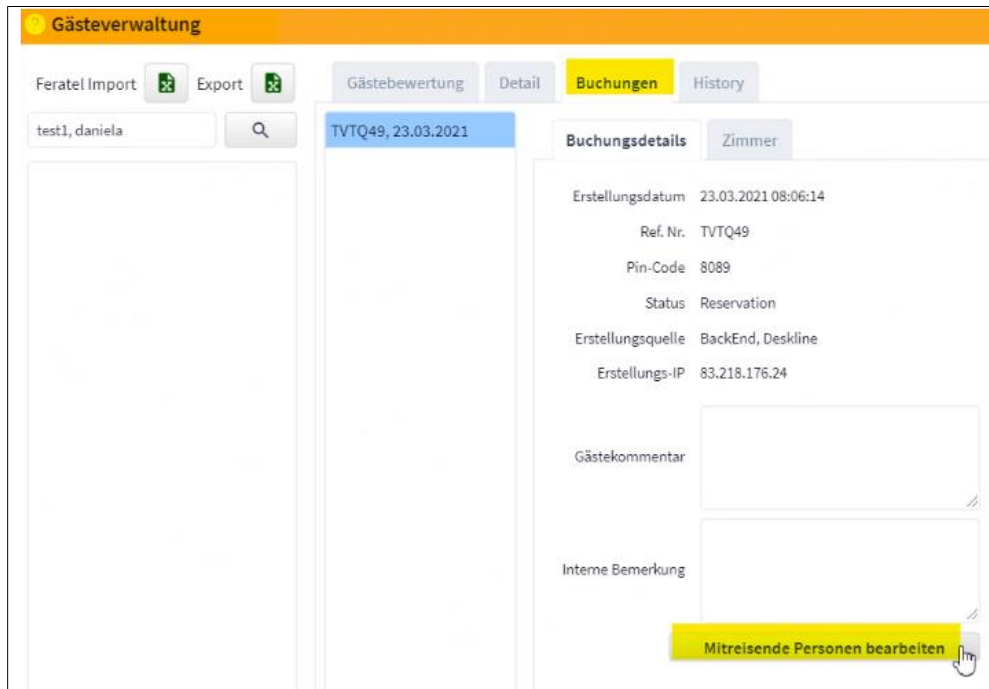 ? Gästeverwaltung
Feratel Import Export
Gästebewertung Detail Buchungen History
test1, daniela
TVTQ49, 23.03.2021
Buchungsdetails Zimmer
Erstellungsdatum 23.03.2021 08:06:14
Ref. Nr. TVTQ49
Pin-Code 8089
Status Reservation
Erstellungsquelle BackEnd, Deskline
Erstellungs-IP 83.218.176.24
Gästekommentar
Interne Bemerkung
Mitreisende Personen bearbeiten